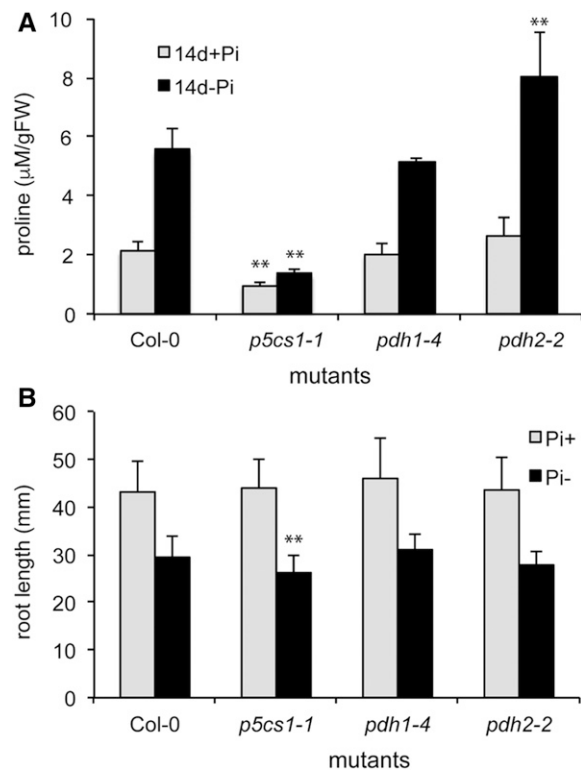 A
10
8
6
4
2
0
proline (µM/gFW)
14d+Pi
14d-Pi
**
** **
Col-0 p5cs1-1 pdh1-4 pdh2-2
mutants
B
60
50
40
30
20
10
0
root length (mm)
Pi+
Pi-
**
Col-0 p5cs1-1 pdh1-4 pdh2-2
mutants